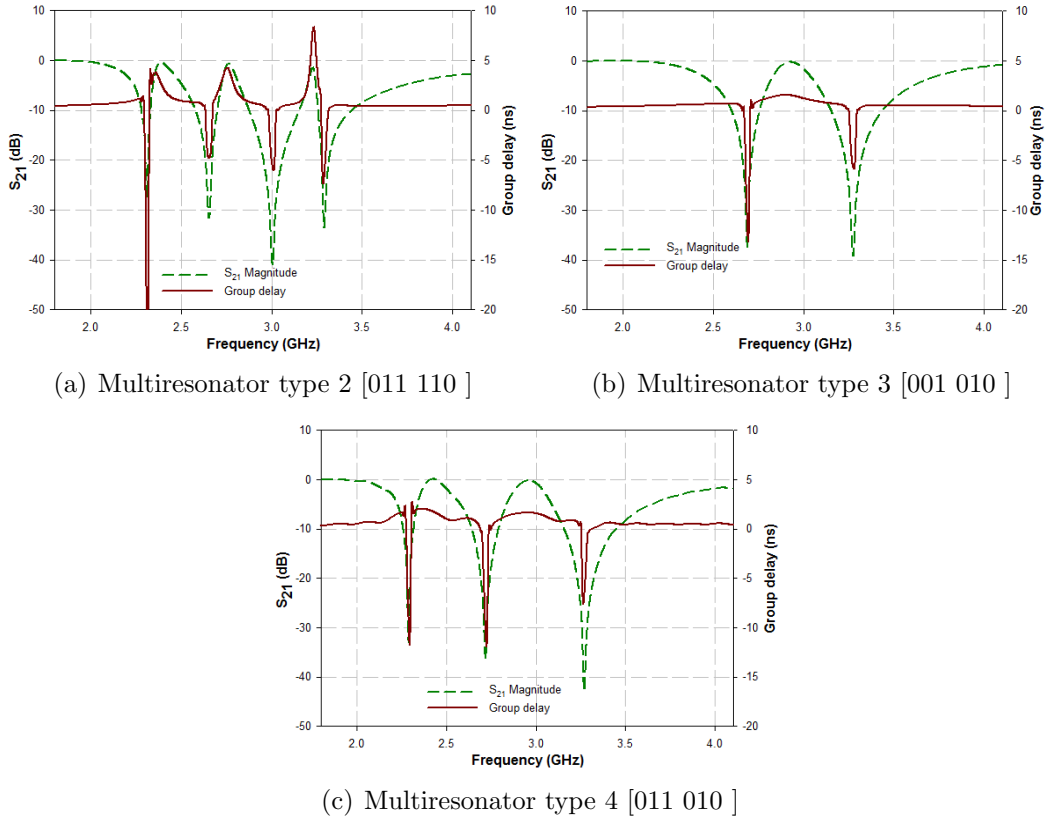 10
0
-10
-20
-30
-40
-50
S21 (dB)
10
5
0
-5
-10
-15
-20
Group delay (ns)
S21 Magnitude
Group delay
2.0 2.5 3.0 3.5 4.0
Frequency (GHz)
(a) Multiresonator type 2 [011 110 ]
10
0
-10
-20
-30
-40
-50
S21 (dB)
10
5
0
-5
-10
-15
-20
Group delay (ns)
S21 Magnitude
Group delay
2.0 2.5 3.0 3.5 4.0
Frequency (GHz)
(b) Multiresonator type 3 [001 010 ]
10
0
-10
-20
-30
-40
-50
S21 (dB)
10
5
0
-5
-10
-15
-20
Group delay (ns)
S21 Magnitude
Group delay
2.0 2.5 3.0 3.5 4.0
Frequency (GHz)
(c) Multiresonator type 4 [011 010 ]